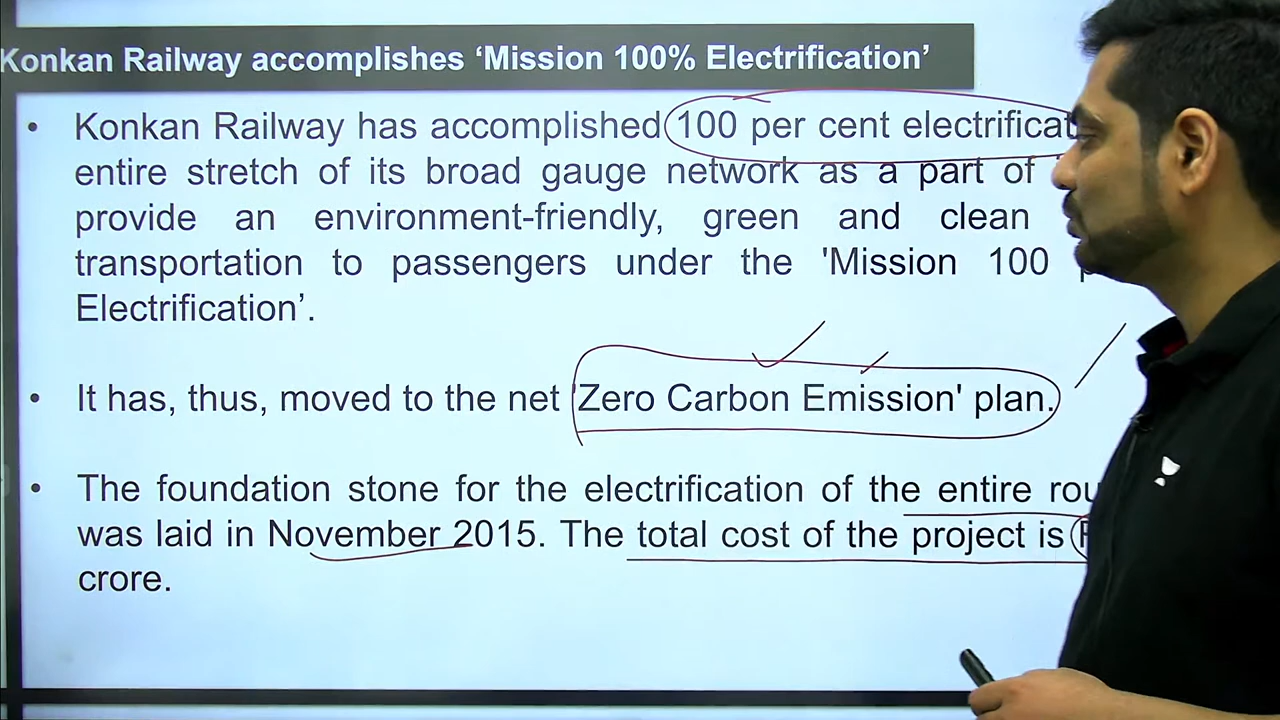 Konkan Railway accomplishes ‘Mission 100% Electrification’
• Konkan Railway has accomplished 100 per cent
entire stretch of its broad gauge network as a part of
provide an environment-friendly, green and clean
transportation to passengers under the 'Mission 100
Electrification’.
• It has, thus, moved to the net 'Zero Carbon Emission' plan.
• The foundation stone for the electrification of the entire
was laid in November 2015. The total cost of the project is
crore.